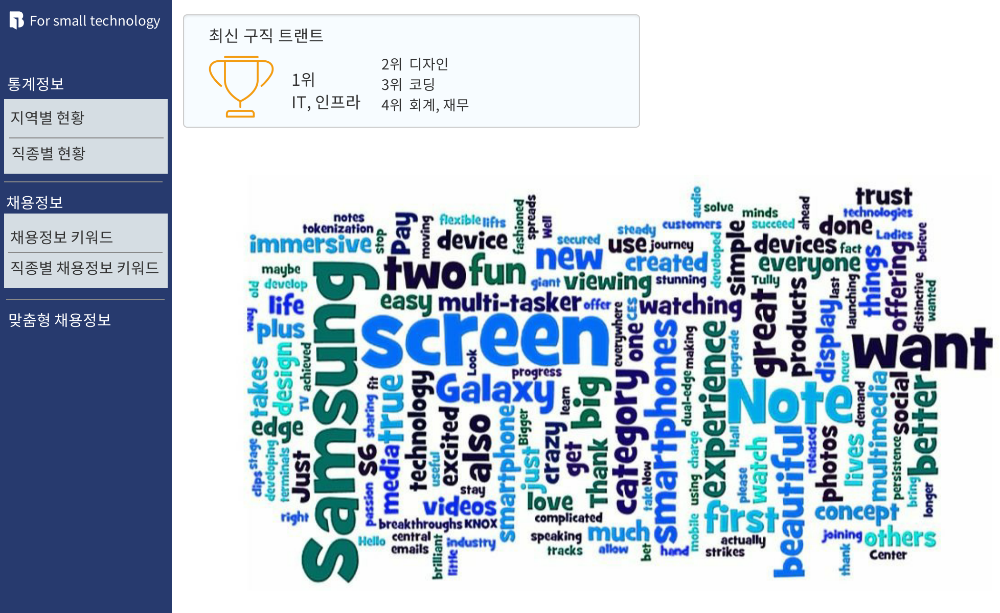 For small technology
통계정보
지역별 현황
직종별 현황
채용정보
채용정보 키워드
직종별 채용정보 키워드
맞춤형 채용정보
최신 구직 트랜트
1위
IT, 인프라
2위 디자인
3위 코딩
4위 회계, 재무
notes
tokenization
immersive
stop
Pay
moving
flexible
lifts
device
fashioned
spreads
Well
secured
new
steady
customers
audio
solve
minds
succeed
ahead
trust
technologies
done
Ladies
believe
use
journey
created
developed
simple
devices
fact
everyone
things
offering
maybe
old
develop
life
way
plus
Samsung
two
fun
giant
viewing
stunning
Tully
last
launching
distinctive
wanted
easy
multi-tasker
offer
everywhere
CES
watching
great
products
display
never
want
screen
one
smartphones
making
experience
upgrade
takes
design
achieved
TV
Look
progress
fit
sharing
true
technology
Galaxy
learn
big
category
dual-edge
Note
demand
multimedia
social
better
edge
stage
clips
developing
terminals
Just
S6
media
useful
excited
also
smartphone
Bigger
just
crazy
get
Thank
take
Now
charge
using
Hall
please
watch
beautiful
released
photos
lives
persistence
bring
longer
right
passion
stay
videos
love
complicated
breakthroughs
KNOX
mobile
first
concept
Hello
central
emails
brilliant
industry
little
speaking
tracks
much
allow
bet
hand
actually
strikes
joining
others
thank
Center